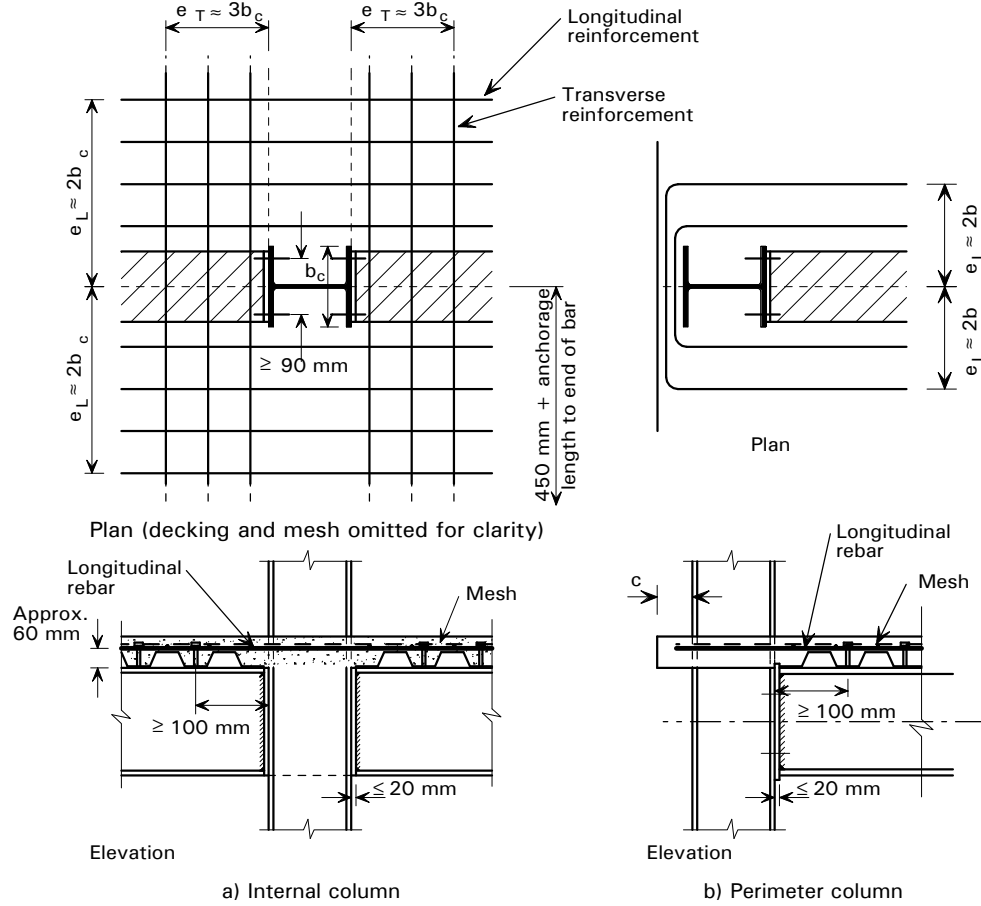 e T ≈ 3b c
e T ≈ 3b c
Longitudinal
reinforcement
Transverse
reinforcement
e L ≈ 2b c
e L ≈ 2b c
b c
≥ 90 mm
450 mm + anchorage
length to end of bar
e l ≈ 2b
e l ≈ 2b
Plan
Plan (decking and mesh omitted for clarity)
Longitudinal
rebar
Mesh
Approx.
60 mm
≥ 100 mm
≤ 20 mm
Elevation
a) Internal column
Longitudinal
rebar
Mesh
c
≥ 100 mm
≤ 20 mm
Elevation
b) Perimeter column